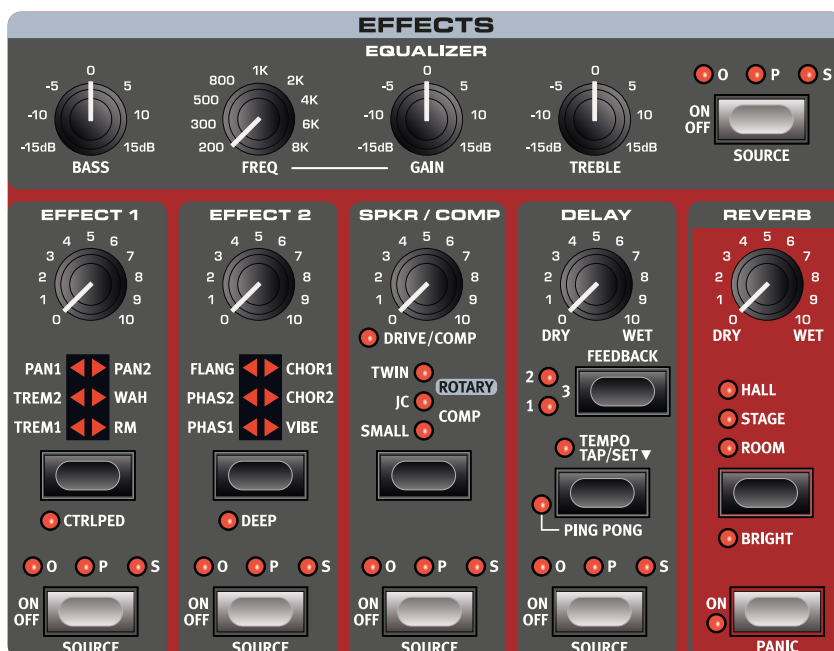 EFFECTS
EQUALIZER
-15dB -10 -5 0 5 10 15dB
BASS
200 300 500 800 1K 2K 4K 6K 8K
FREQ
-15dB -10 -5 0 5 10 15dB
GAIN
-15dB -10 -5 0 5 10 15dB
TREBLE
O P S
ON
OFF
SOURCE
EFFECT 1
0 1 2 3 4 5 6 7 8 9 10
PAN1 PAN2
TREM2 WAH
TREM1 RM
CTRLPED
O P S
ON
OFF
SOURCE
EFFECT 2
0 1 2 3 4 5 6 7 8 9 10
FLANG CHOR1
PHAS2 CHOR2
PHAS1 VIBE
DEEP
O P S
ON
OFF
SOURCE
SPKR / COMP
0 1 2 3 4 5 6 7 8 9 10
DRIVE/COMP
TWIN
ROTARY
JC
COMP
SMALL
O P S
ON
OFF
SOURCE
DELAY
0 1 2 3 4 5 6 7 8 9 10
DRY WET
FEEDBACK
2
3
1
TEMPO
TAP/SET▼
PING PONG
O P S
ON
OFF
SOURCE
REVERB
0 1 2 3 4 5 6 7 8 9 10
DRY WET
HALL
STAGE
ROOM
BRIGHT
ON
PANIC